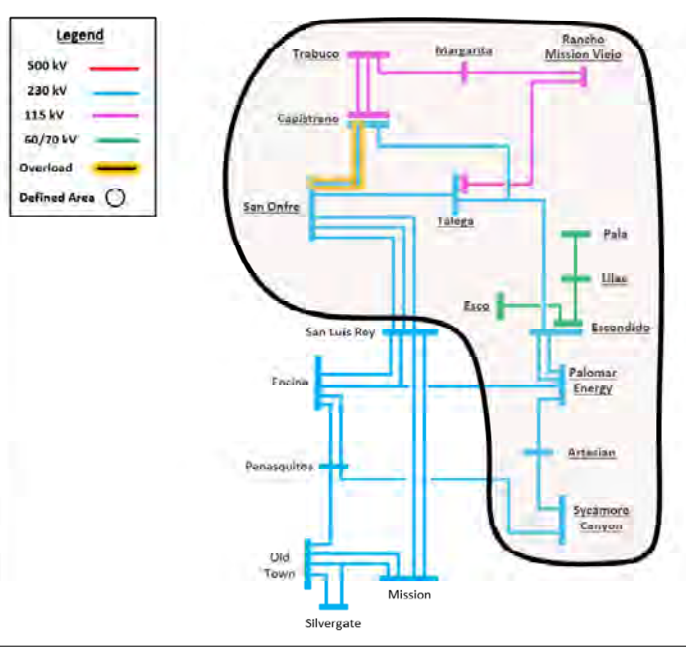 Legend
500 kV
230 kV
115 kV
60/70 kV
Overload
Defined Area
Trabuco
Margarita
Rancho
Mission Viejo
Capistrano
San Onfre
Talega
Pala
Lilac
Esco
Escondido
San Luis Rey
Encina
Palomar
Energy
Penasquitos
Artesian
Sycamore
Canyon
Old
Town
Mission
Silvergate